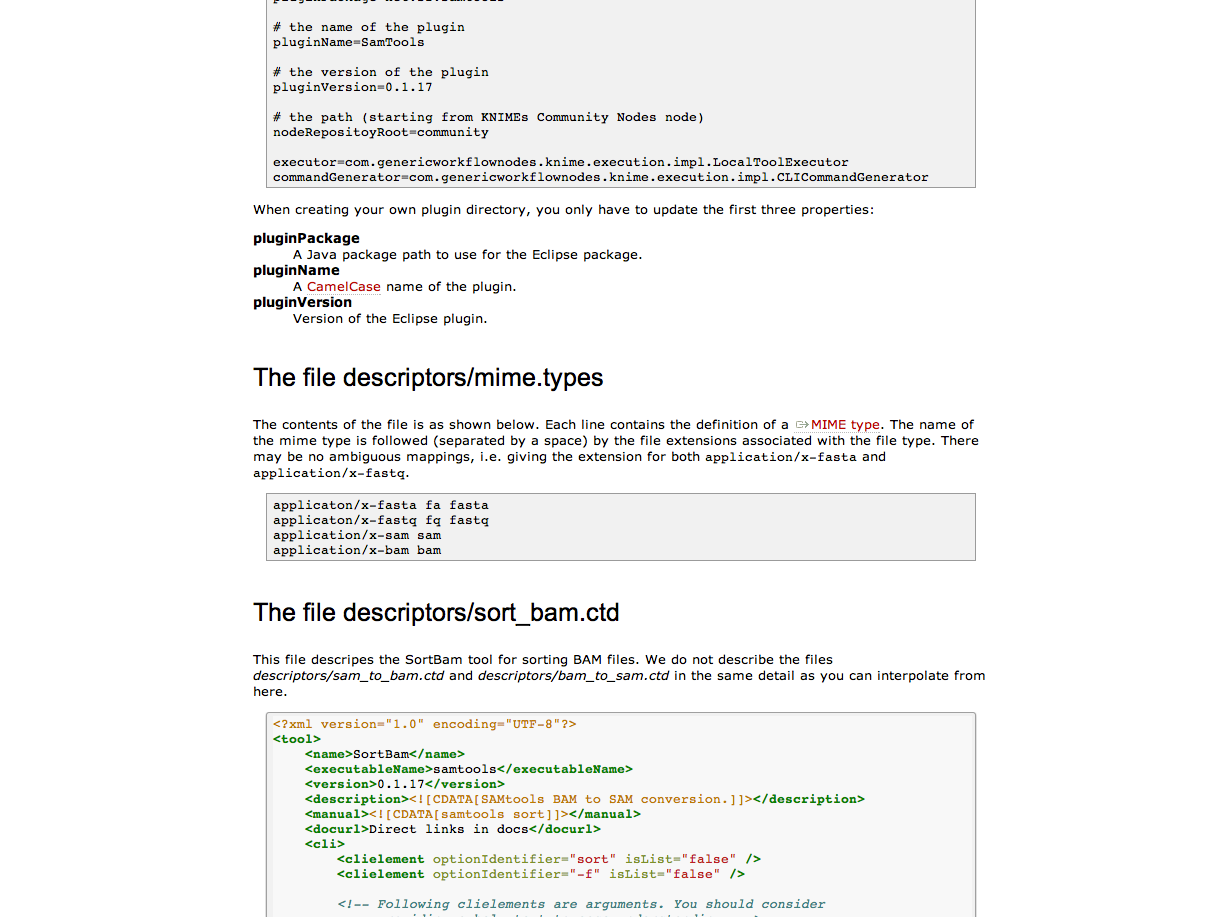 # the name of the plugin
pluginName=SamTools
# the version of the plugin
pluginVersion=0.1.17
# the path (starting from KNIMEs Community Nodes node)
nodeRepositoyRoot=community
executor=com.genericworkflownodes.knime.execution.impl.LocalToolExecutor
commandGenerator=com.genericworkflownodes.knime.execution.impl.CLICommandGenerator
When creating your own plugin directory, you only have to update the first three properties:
pluginPackage
A Java package path to use for the Eclipse package.
pluginName
A CamelCase name of the plugin.
pluginVersion
Version of the Eclipse plugin.
The file descriptors/mime.types
The contents of the file is as shown below. Each line contains the definition of a MIME type. The name of
the mime type is followed (separated by a space) by the file extensions associated with the file type. There
may be no ambiguous mappings, i.e. giving the extension for both application/x-fasta and
application/x-fastq.
applicaton/x-fasta fa fasta
applicaton/x-fastq fq fastq
application/x-sam sam
application/x-bam bam
The file descriptors/sort_bam.ctd
This file descripes the SortBam tool for sorting BAM files. We do not describe the files
descriptors/sam_to_bam.ctd and descriptors/bam_to_sam.ctd in the same detail as you can interpolate from
here.
<?xml version="1.0" encoding="UTF-8"?>
<tool>
<name>SortBam</name>
<executableName>samtools</executableName>
<version>0.1.17</version>
<description><![CDATA[SAMtools BAM to SAM conversion.]]></description>
<manual><![CDATA[samtools sort]]></manual>
<docurl>Direct links in docs</docurl>
<cli>
<clielement optionIdentifier="sort" isList="false" />
<clielement optionIdentifier="-f" isList="false" />
<!-- Following clielements are arguments. You should consider